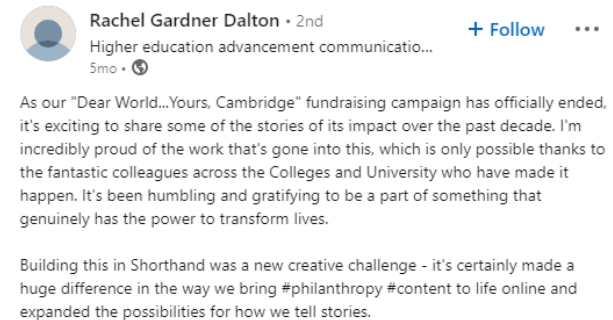 Rachel Gardner Dalton • 2nd
+ Follow
Higher education advancement communicatio...
5mo •
As our "Dear World...Yours, Cambridge" fundraising campaign has officially ended,
it's exciting to share some of the stories of its impact over the past decade. I'm
incredibly proud of the work that's gone into this, which is only possible thanks to
the fantastic colleagues across the Colleges and University who have made it
happen. It's been humbling and gratifying to be a part of something that
genuinely has the power to transform lives.
Building this in Shorthand was a new creative challenge - it's certainly made a
huge difference in the way we bring #philanthropy #content to life online and
expanded the possibilities for how we tell stories.